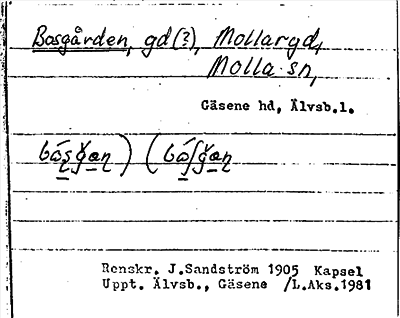 Bosgården, gd (?), Mollargd,
Molla sn,
Gäsene hd, Älvsb.l.
Renskr. J.Sandström 1905 Kapsel
Uppt. Älvsb., Gäsene /L.Aks.1981